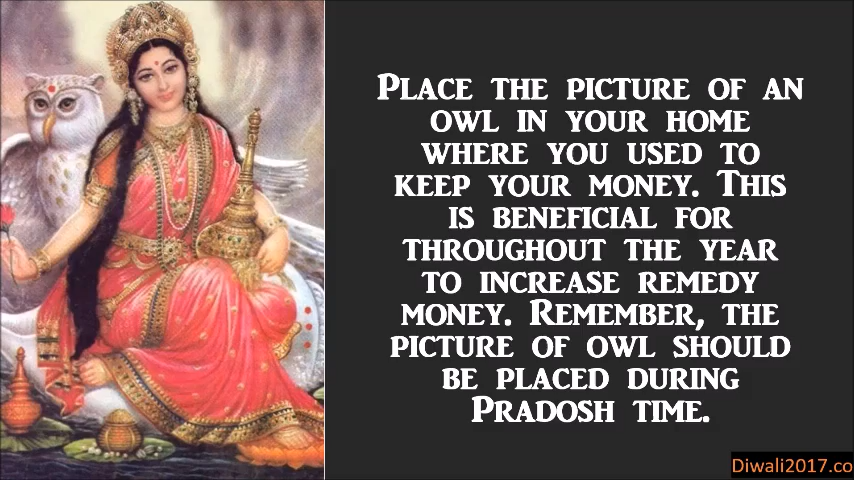 Place the picture of an
owl in your home
where you used to
keep your money. This
is beneficial for
throughout the year
to increase remedy
money. Remember, the
picture of owl should
be placed during
Pradosh time.
Diwali2017.co